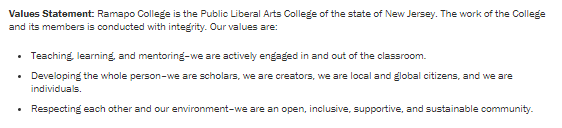 Values Statement: Ramapo College is the Public Liberal Arts College of the state of New Jersey. The work of the College
and its members is conducted with integrity. Our values are:
• Teaching, learning, and mentoring–we are actively engaged in and out of the classroom.
• Developing the whole person–we are scholars, we are creators, we are local and global citizens, and we are
individuals.
• Respecting each other and our environment–we are an open, inclusive, supportive, and sustainable community.